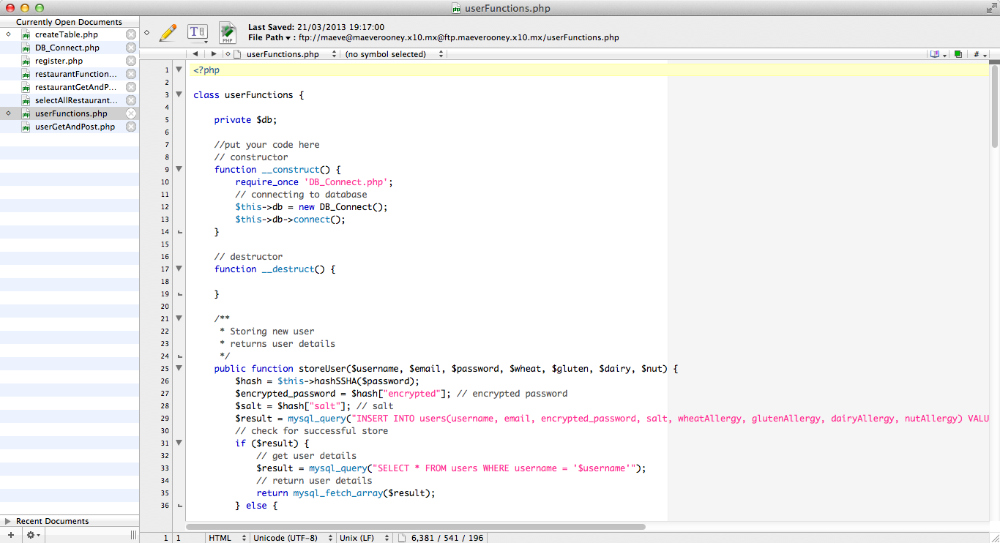 userFunctions.php
Currently Open Documents
createTable.php
DB_Connect.php
register.php
restaurantFunction...
restaurantGetAndP...
selectAllRestaurant...
userFunctions.php
userGetAndPost.php
Recent Documents
T
PHP
Last Saved: 21/03/2013 19:17:00
File Path ▾ : ftp://maeve@maeverooney.x10.mx@ftp.maeverooney.x10.mx/userFunctions.php
userFunctions.php (no symbol selected) #
1 <?php
2
3 class userFunctions {
4
5 private $db;
6
7 //put your code here
8 // constructor
9 function __construct() {
10 require_once 'DB_Connect.php';
11 // connecting to database
12 $this->db = new DB_Connect();
13 $this->db->connect();
14 }
15
16 // destructor
17 function __destruct() {
18
19 }
20
21 /**
22 * Storing new user
23 * returns user details
24 */
25 public function storeUser($username, $email, $password, $wheat, $gluten, $dairy, $nut) {
26 $hash = $this->hashSSHA($password);
27 $encrypted_password = $hash["encrypted"]; // encrypted password
28 $salt = $hash["salt"]; // salt
29 $result = mysql_query("INSERT INTO users(username, email, encrypted_password, salt, wheatAllergy, glutenAllergy, dairyAllergy, nutAllergy) VALU
30 // check for successful store
31 if ($result) {
32 // get user details
33 $result = mysql_query("SELECT * FROM users WHERE username = '$username'");
34 // return user details
35 return mysql_fetch_array($result);
36 } else {
1 1 HTML Unicode (UTF-8) Unix (LF) 6,381 / 541 / 196